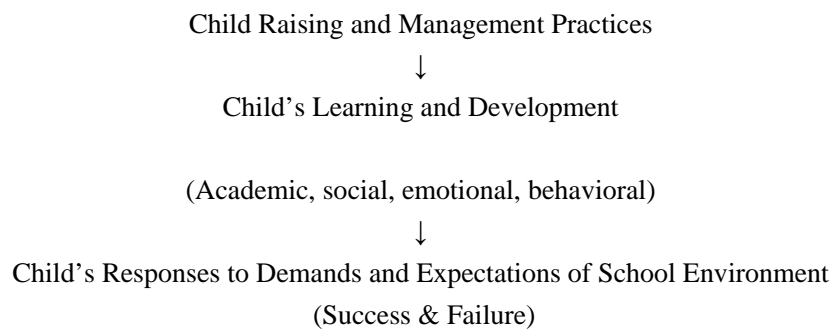 Child Raising and Management Practices
↓
Child’s Learning and Development
(Academic, social, emotional, behavioral)
↓
Child’s Responses to Demands and Expectations of School Environment
(Success & Failure)